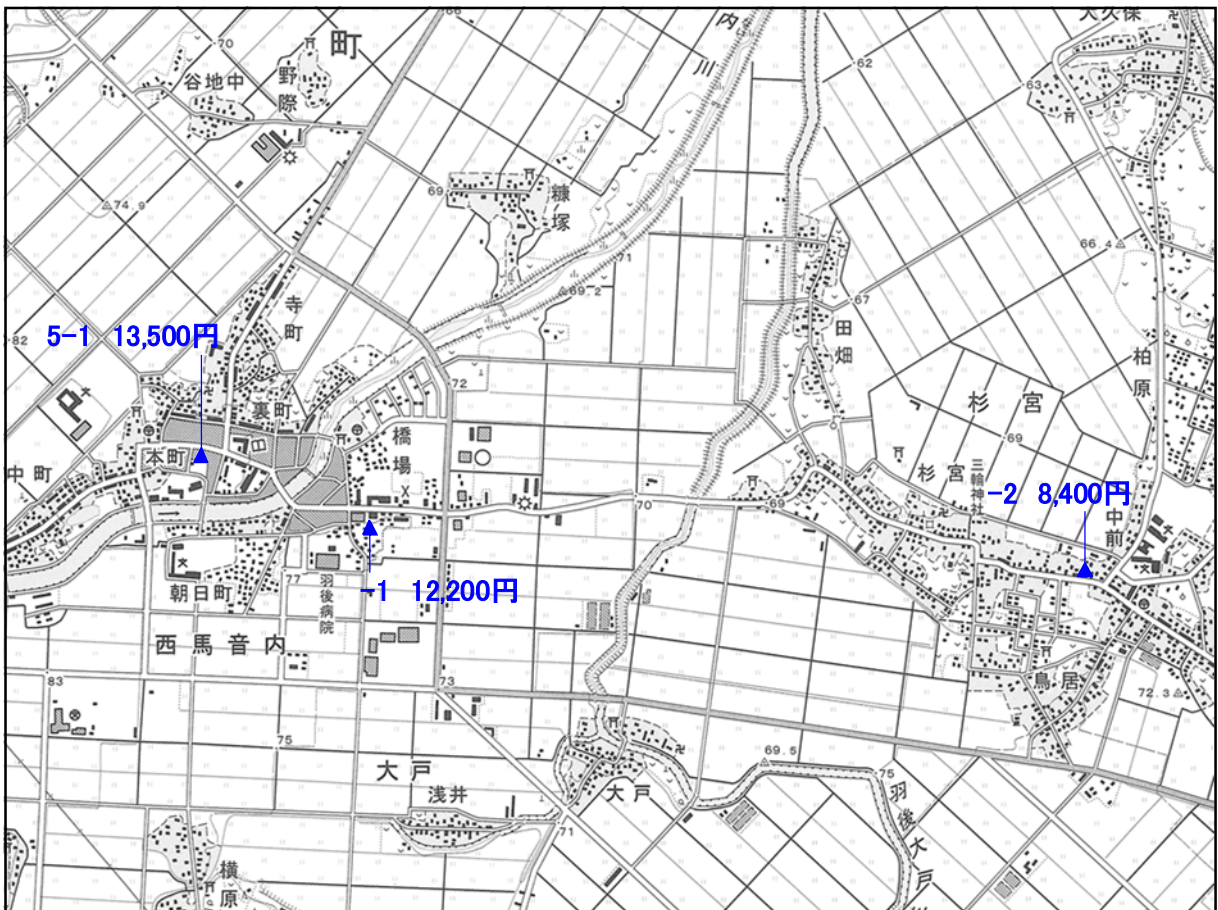 66
大久保
町
内
川
70
谷地中
野際
62
63
69
糠塚
74.9
66.4
71
69.2
67
寺町
82
5-1 13,500円
田畑
柏原
72
裏町
杉宮
69
橋場
本町
中町
杉宮
三輪神社
-2 8,400円
70
69
中前
77
羽後病院
朝日町
-1 12,200円
西馬音内
鳥居
83
73
72.3
75
69.5
大戸
75
浅井
大戸
羽後大戸
71
横原